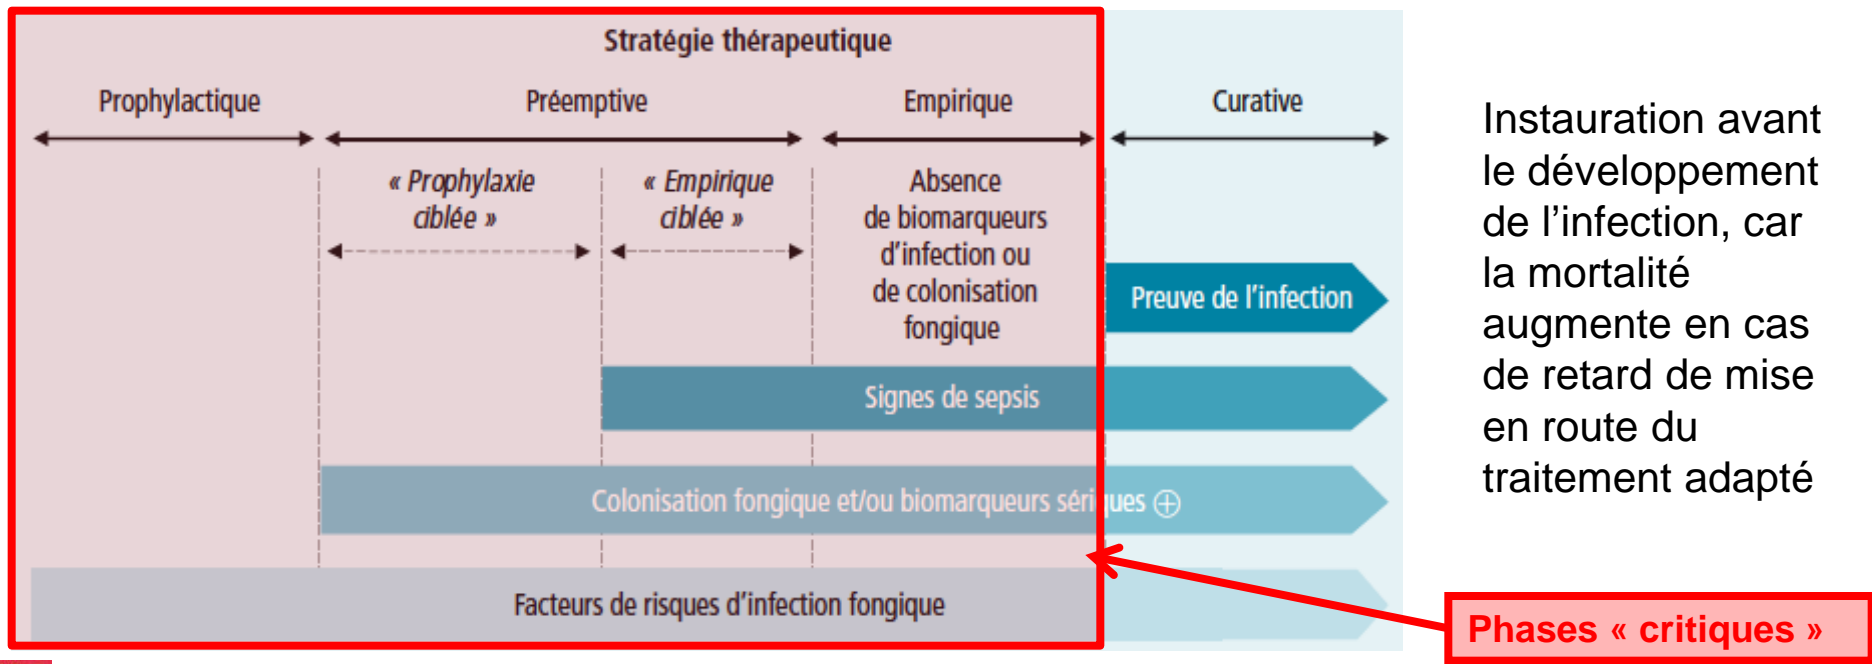 Stratégie thérapeutique
Prophylactique
Préemptive
Empirique
Curative
« Prophylaxie
ciblée »
« Empirique
ciblée »
Absence
de biomarqueurs
d'infection ou
de colonisation
fongique
Preuve de l'infection
Signes de sepsis
Colonisation fongique et/ou biomarqueurs sériques ⊕
Facteurs de risques d'infection fongique
Instauration avant
le développement
de l'infection, car
la mortalité
augmente en cas
de retard de mise
en route du
traitement adapté
Phases « critiques »